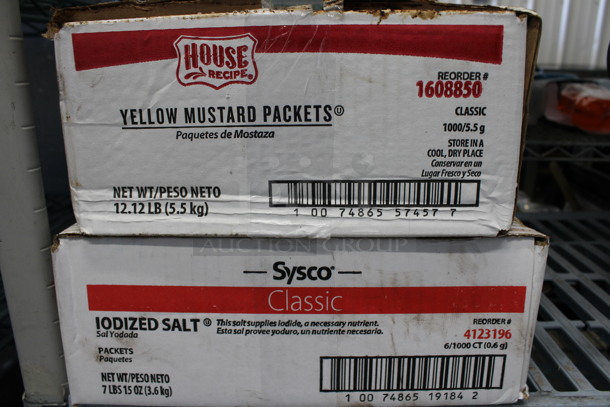 HOUSE
RECIPE®
REORDER #
1608850
YELLOW MUSTARD PACKETS Ⓤ
Paquetes de Mostaza
CLASSIC
1000/5.5 g
STORE IN A
COOL, DRY PLACE
Conservar en un
Lugar Fresco y Seco
NET WT/PESO NETO
12.12 LB (5.5 kg)
1 00 74865 57457 7
AUCTION GROUP
Sysco®
Classic
IODIZED SALT Ⓤ
Sal Yodada
This salt supplies iodide, a necessary nutrient.
Esta sal provee yoduro, un nutriente necesario.
REORDER #
4123196
6/1000 CT (0.6 g)
PACKETS
Paquetes
NET WT/PESO NETO
7 LBS 15 OZ (3.6 kg)
1 00 74865 19184 2